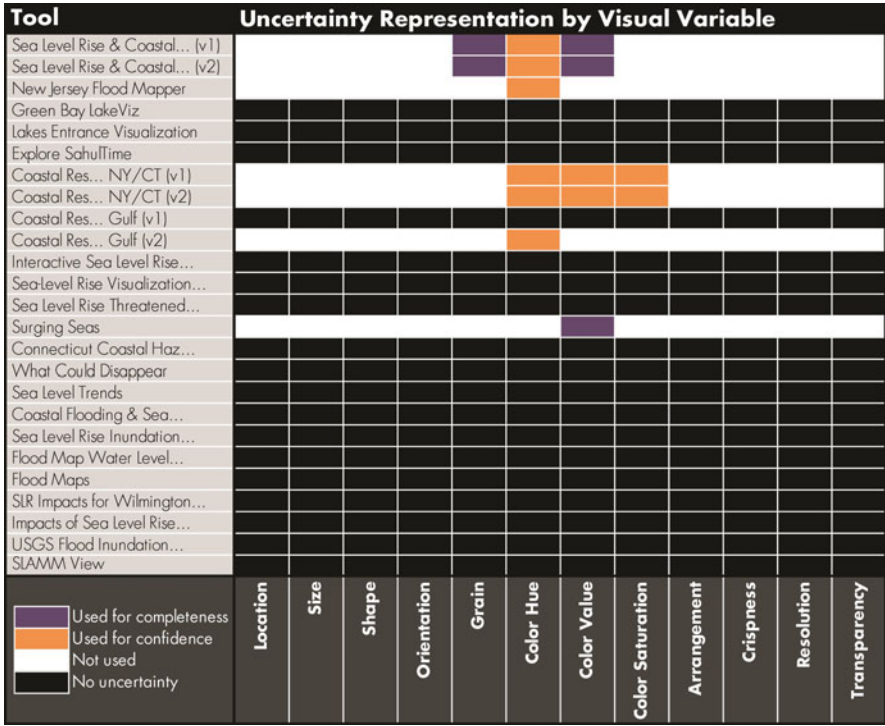 Tool
Uncertainty Representation by Visual Variable
Sea Level Rise & Coastal... (v1)
Sea Level Rise & Coastal... (v2)
New Jersey Flood Mapper
Green Bay LakeViz
Lakes Entrance Visualization
Explore SahulTime
Coastal Res... NY/CT (v1)
Coastal Res... NY/CT (v2)
Coastal Res... Gulf (v1)
Coastal Res... Gulf (v2)
Interactive Sea Level Rise...
Sea-Level Rise Visualization...
Sea Level Rise Threatened...
Surging Seas
Connecticut Coastal Haz...
What Could Disappear
Sea Level Trends
Coastal Flooding & Sea...
Sea Level Rise Inundation...
Flood Map Water Level...
Flood Maps
SLR Impacts for Wilmington...
Impacts of Sea Level Rise...
USGS Flood Inundation...
SLAMM View
Used for completeness
Used for confidence
Not used
No uncertainty
Location
Size
Shape
Orientation
Grain
Color Hue
Color Value
Color Saturation
Arrangement
Crispness
Resolution
Transparency